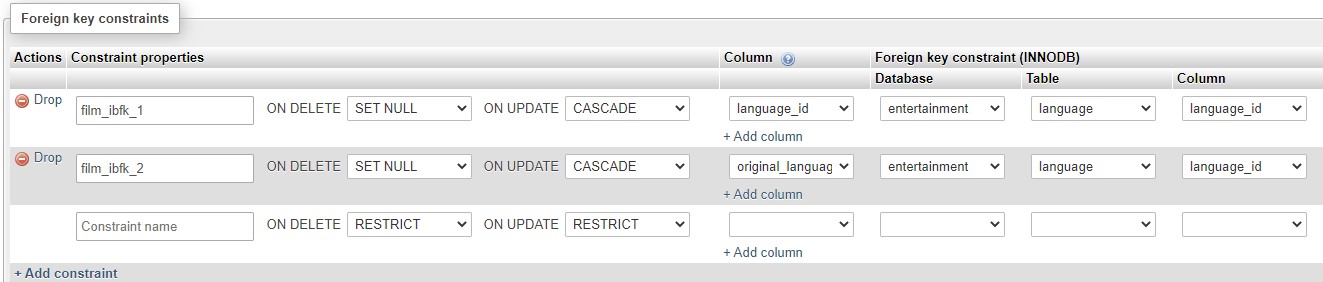 Foreign key constraints
Actions Constraint properties Column Foreign key constraint (INNODB)
Database Table Column
Drop film_ibfk_1 ON DELETE SET NULL ON UPDATE CASCADE language_id entertainment language language_id
+ Add column
Drop film_ibfk_2 ON DELETE SET NULL ON UPDATE CASCADE original_languag entertainment language language_id
+ Add column
Constraint name ON DELETE RESTRICT ON UPDATE RESTRICT
+ Add column
+ Add constraint